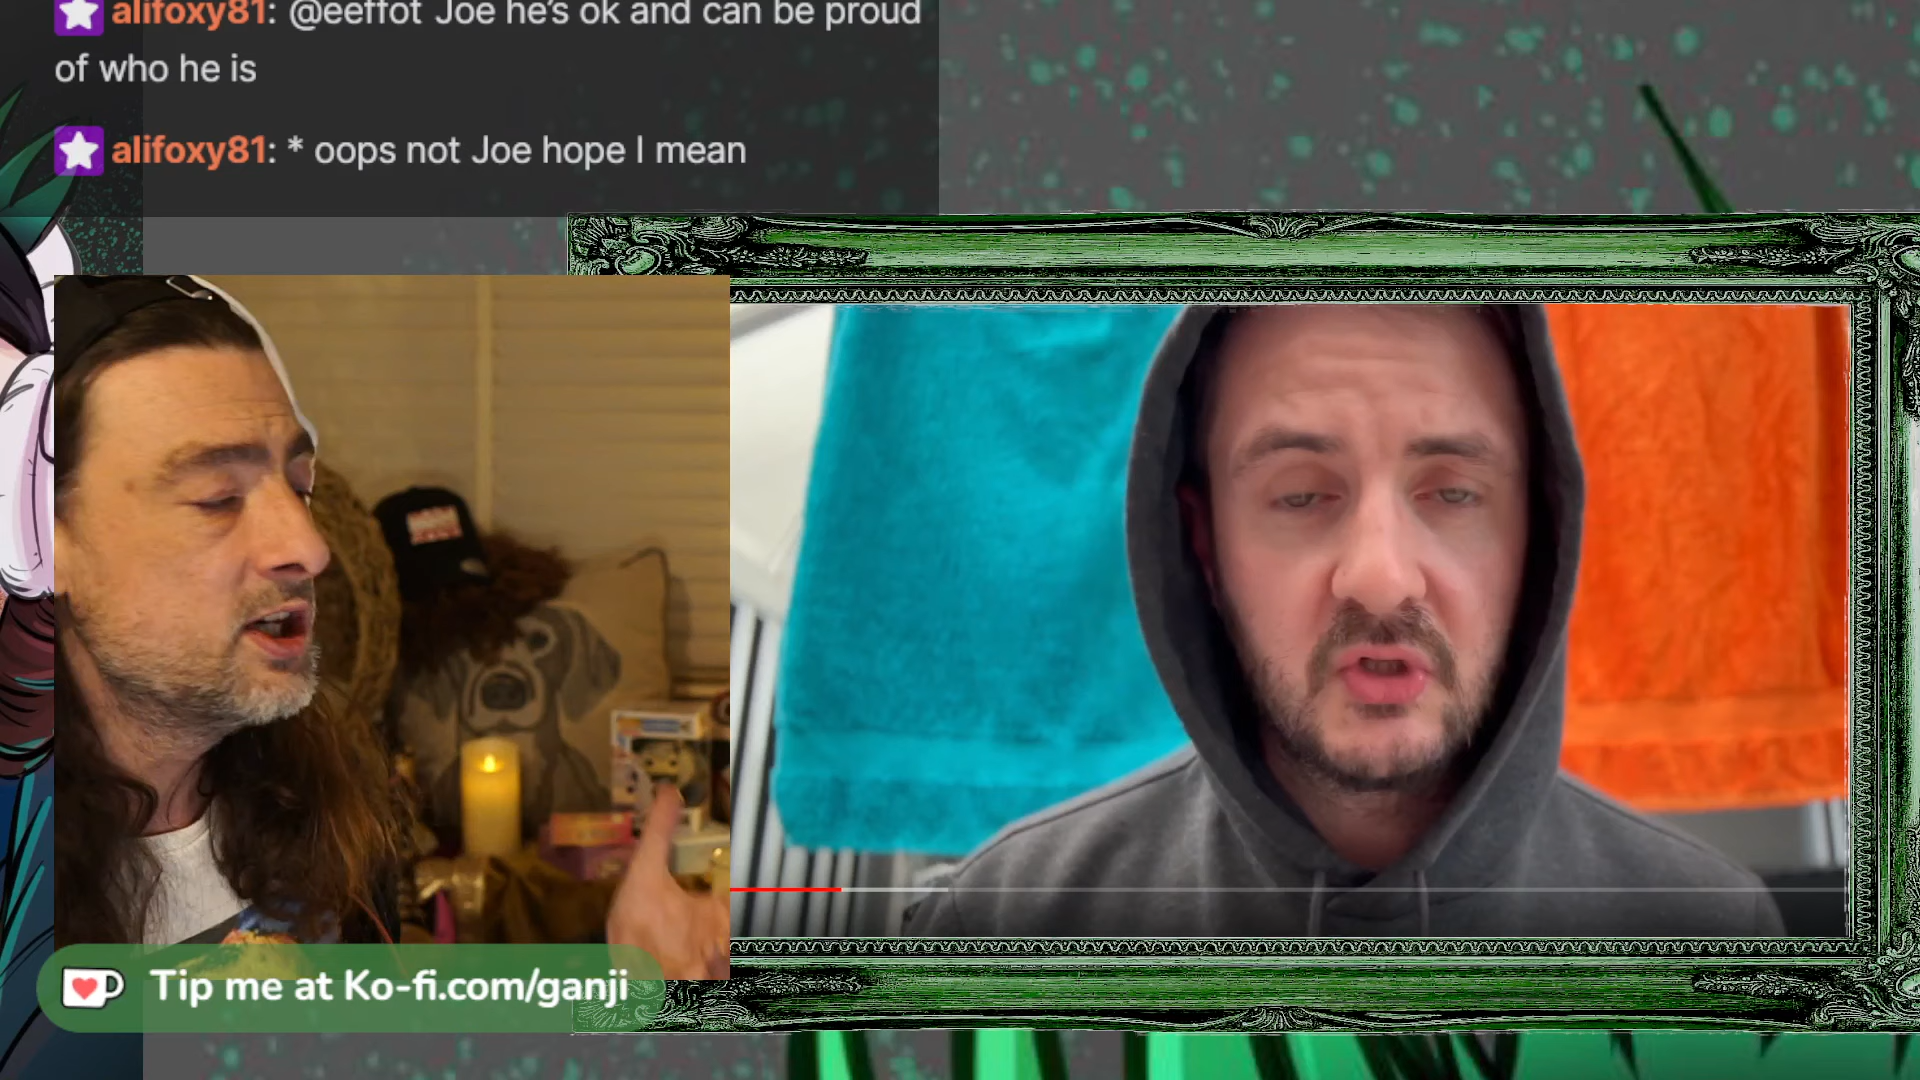 alifoxy81: @eeffot Joe he's ok and can be proud
of who he is
alifoxy81: * oops not Joe hope I mean
Tip me at Ko-fi.com/ganji